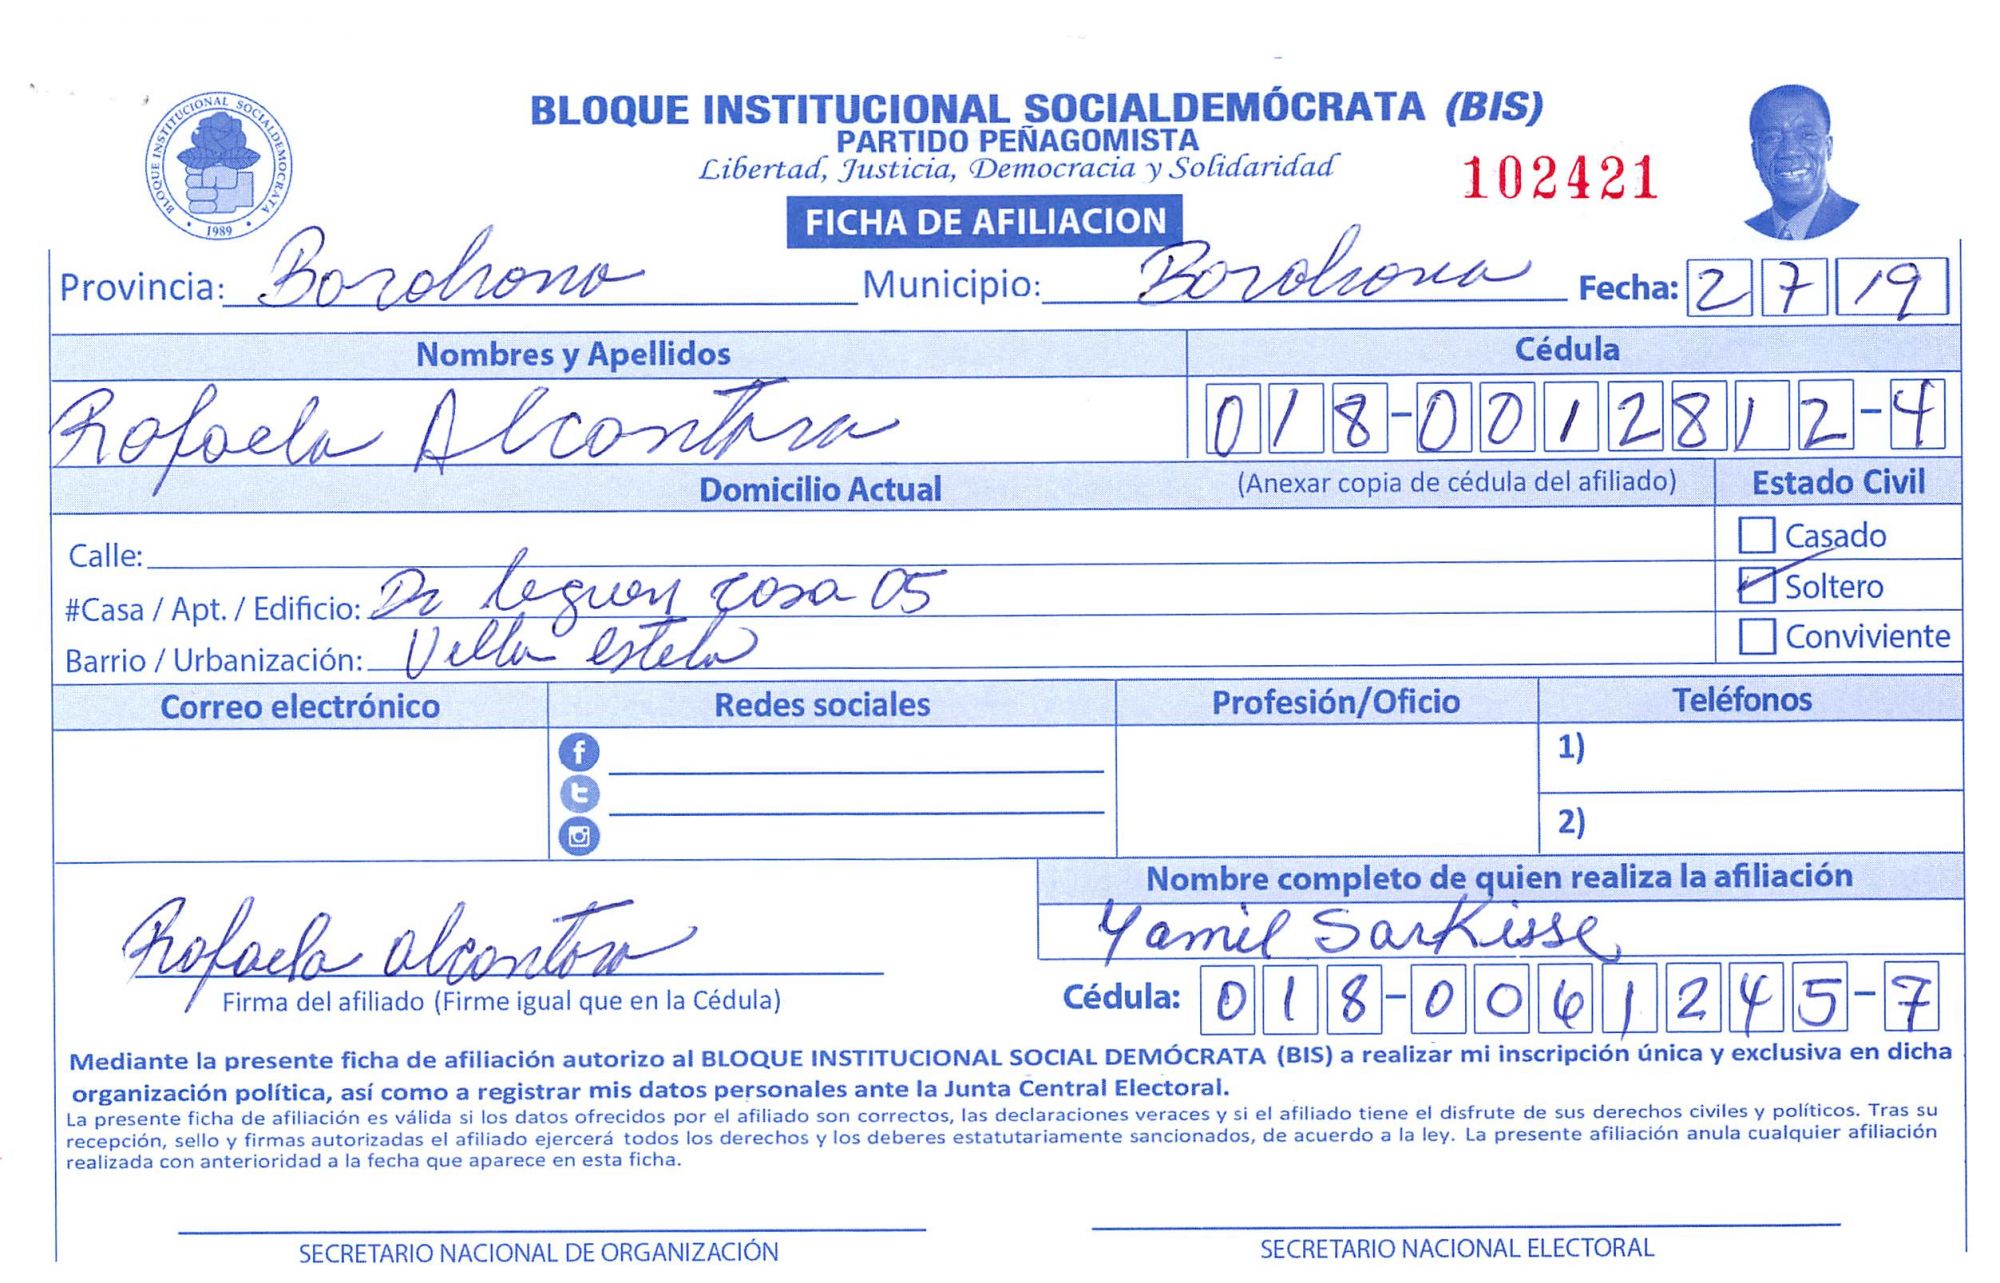 BLOQUE INSTITUCIONAL SOCIALDEMOCRATA
1989
BLOQUE INSTITUCIONAL SOCIALDEMÓCRATA (BIS)
PARTIDO PEÑAGOMISTA
Libertad, Justicia, Democracia y Solidaridad
102421
FICHA DE AFILIACION
Provincia: Barahona Municipio: Barahona Fecha: 2 7 19
Nombres y Apellidos Cédula
Rafaela Alcantara 018-0012812-4
Domicilio Actual (Anexar copia de cédula del afiliado) Estado Civil
Calle: Casado
#Casa / Apt. / Edificio: casa 05 Soltero
Barrio / Urbanización: Villa estela Conviviente
Correo electrónico Redes sociales Profesión/Oficio Teléfonos
1)
2)
Nombre completo de quien realiza la afiliación
Rafaela alcantara Yamil Sarkisse
Firma del afiliado (Firme igual que en la Cédula) Cédula: 018-0061245-7
Mediante la presente ficha de afiliación autorizo al BLOQUE INSTITUCIONAL SOCIAL DEMÓCRATA (BIS) a realizar mi inscripción única y exclusiva en dicha
organización política, así como a registrar mis datos personales ante la Junta Central Electoral.
La presente ficha de afiliación es válida si los datos ofrecidos por el afiliado son correctos, las declaraciones veraces y si el afiliado tiene el disfrute de sus derechos civiles y políticos. Tras su
recepción, sello y firmas autorizadas el afiliado ejercerá todos los derechos y los deberes estatutariamente sancionados, de acuerdo a la ley. La presente afiliación anula cualquier afiliación
realizada con anterioridad a la fecha que aparece en esta ficha.
SECRETARIO NACIONAL DE ORGANIZACIÓN SECRETARIO NACIONAL ELECTORAL